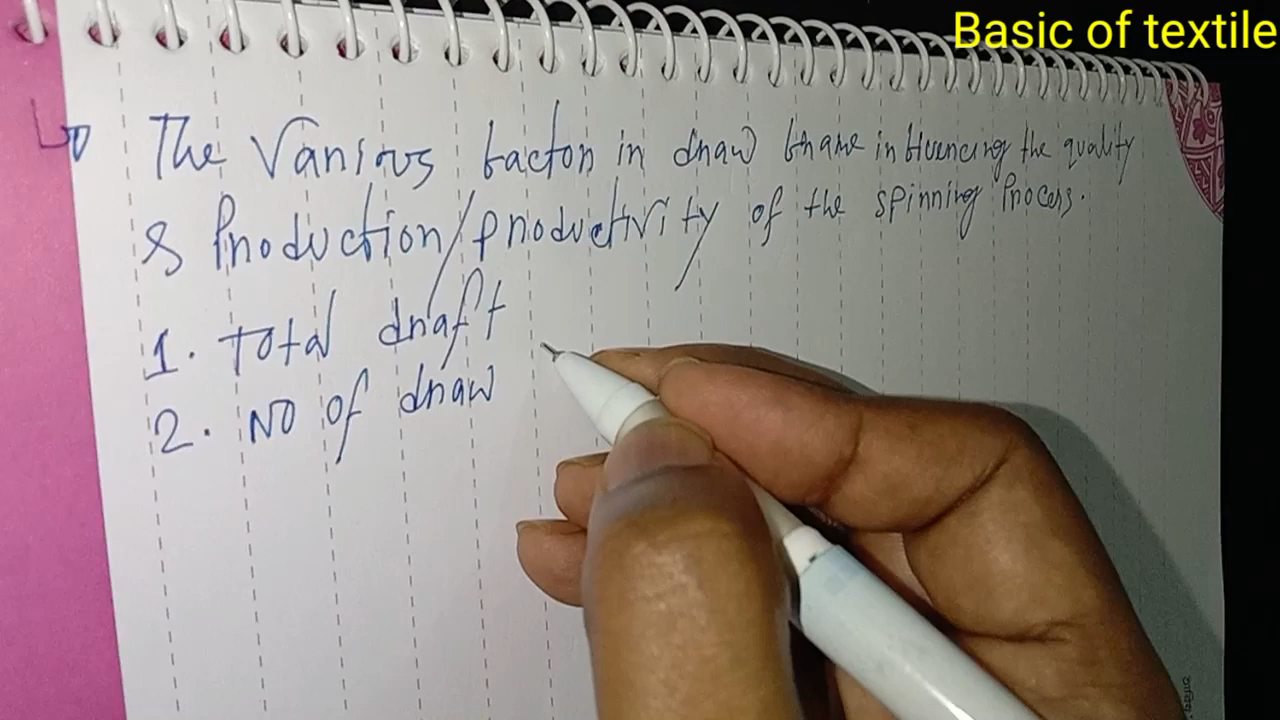 Basic of textile
The Various factor in draw frame influencing the quality
& Production/productivity of the spinning Process.
1. Total draft
2. No of draw